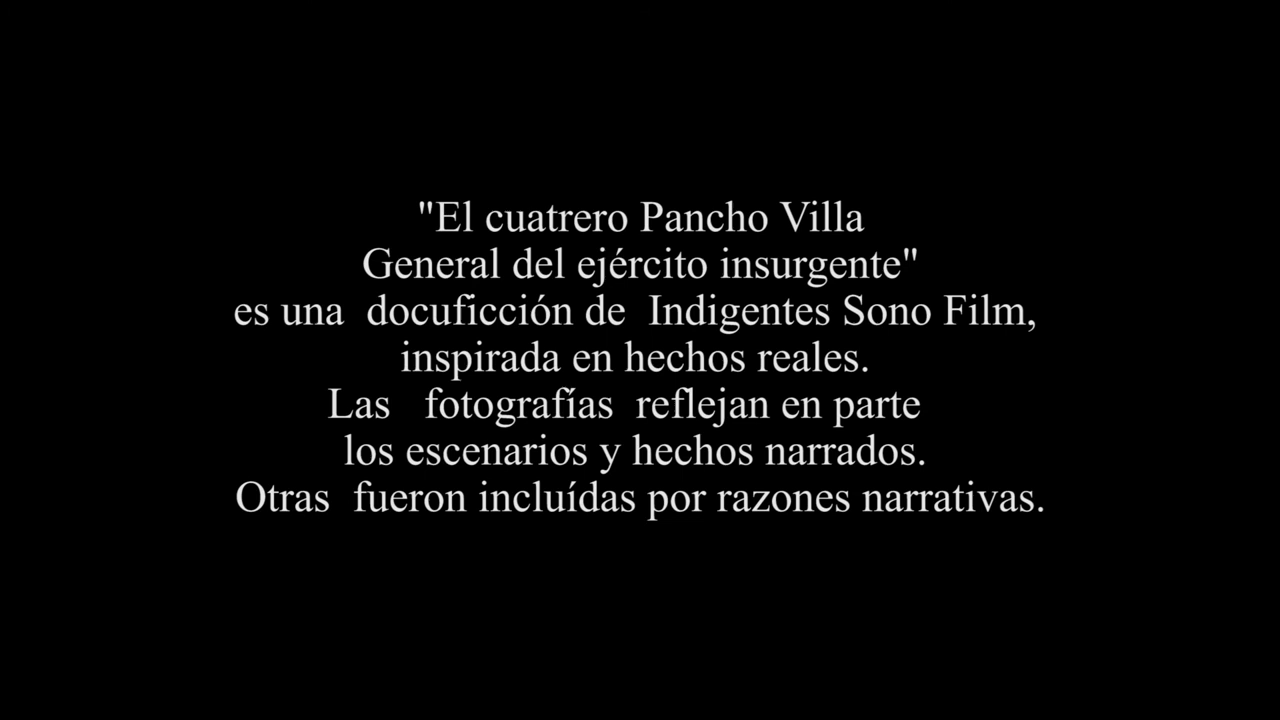 "El cuatrero Pancho Villa
General del ejército insurgente"
es una  docuficción de  Indigentes Sono Film,
inspirada en hechos reales.
Las   fotografías  reflejan en parte
los escenarios y hechos narrados.
Otras  fueron incluídas por razones narrativas.